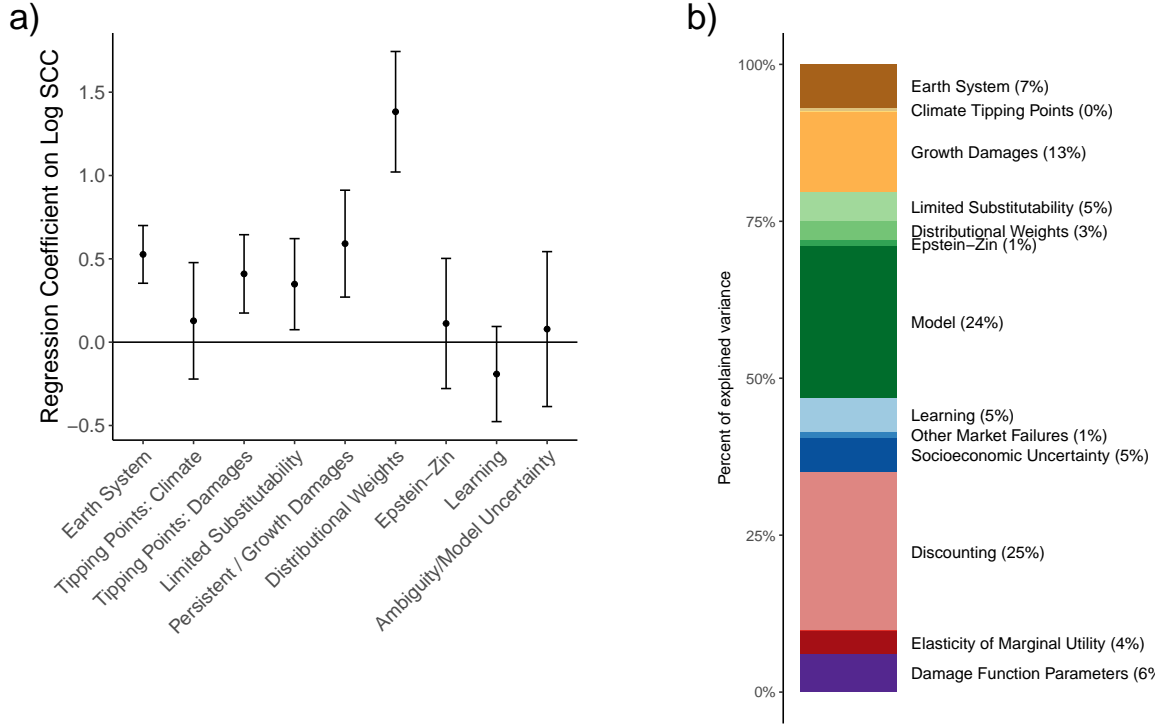 a)
Regression Coefficient on Log SCC
1.5
1.0
0.5
0.0
−0.5
Earth System
Tipping Points: Climate
Tipping Points: Damages
Limited Substitutability
Persistent / Growth Damages
Distributional Weights
Epstein−Zin
Learning
Ambiguity/Model Uncertainty
b)
Percent of explained variance
100%
75%
50%
25%
0%
Earth System (7%)
Climate Tipping Points (0%)
Growth Damages (13%)
Limited Substitutability (5%)
Distributional Weights (3%)
Epstein−Zin (1%)
Model (24%)
Learning (5%)
Other Market Failures (1%)
Socioeconomic Uncertainty (5%)
Discounting (25%)
Elasticity of Marginal Utility (4%)
Damage Function Parameters (6%